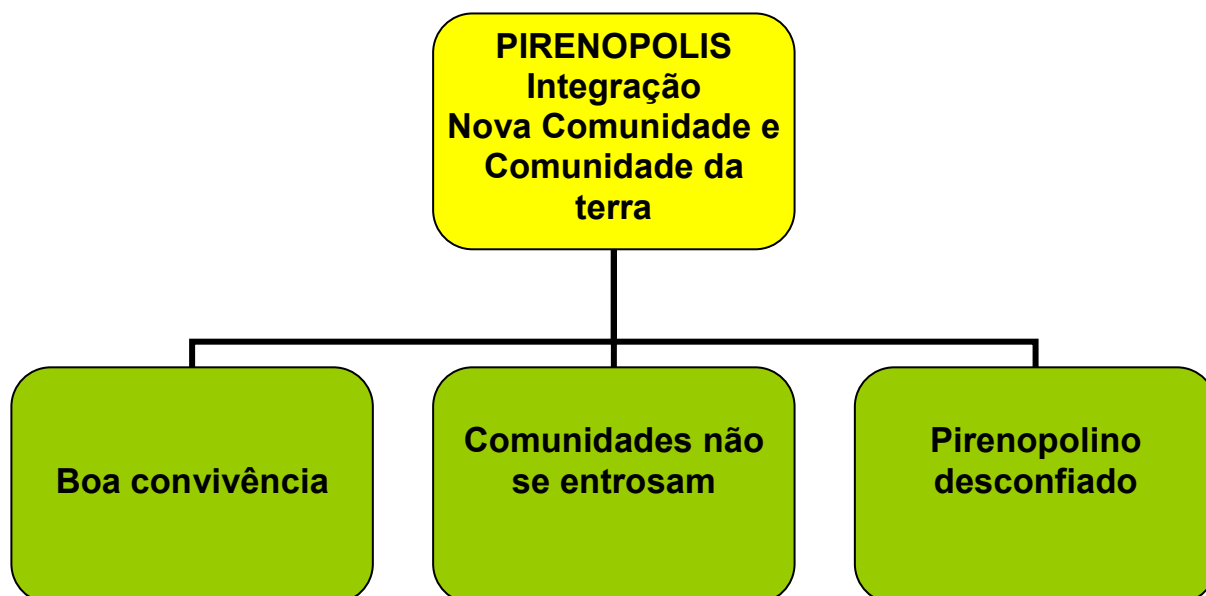 PIRENOPOLIS
Integração
Nova Comunidade e
Comunidade da
terra
Boa convivência
Comunidades não
se entrosam
Pirenopolino
desconfiado